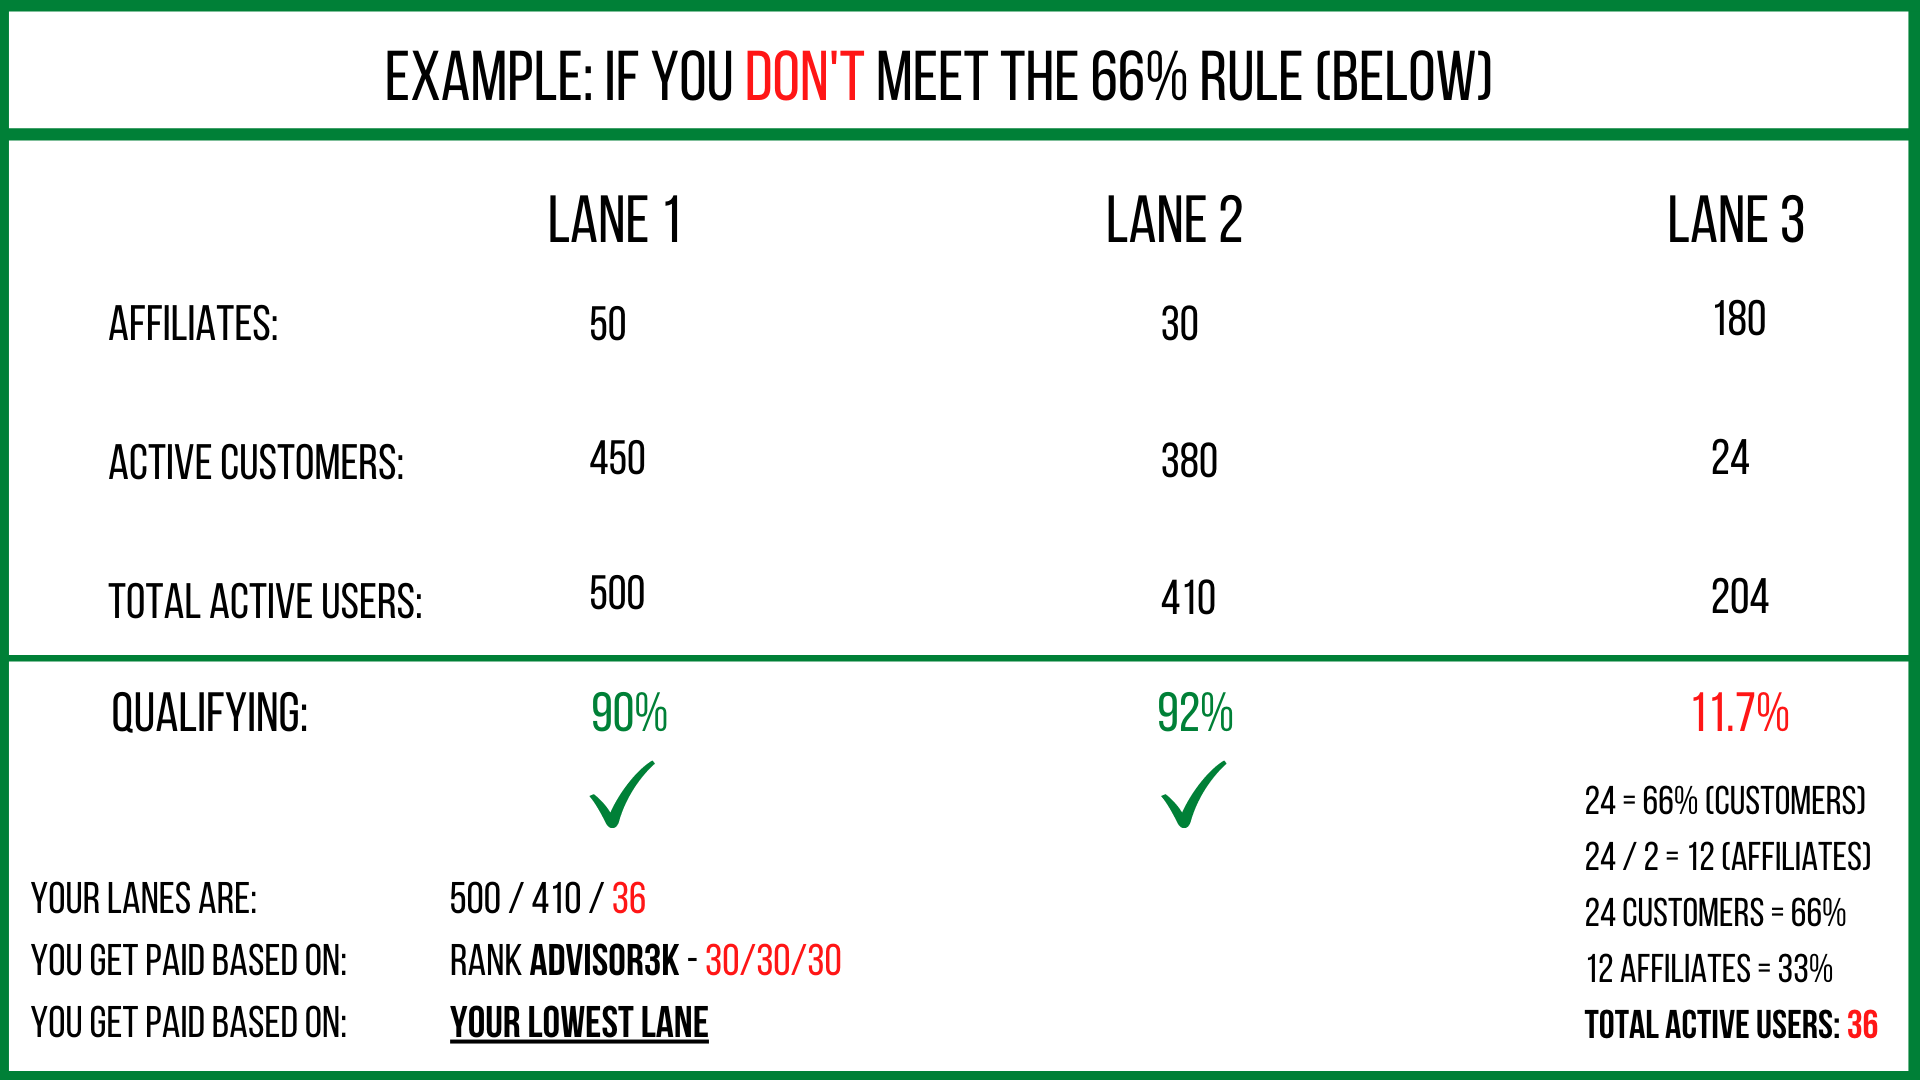 EXAMPLE: IF YOU DON'T MEET THE 66% RULE (BELOW)
LANE 1 LANE 2 LANE 3
AFFILIATES: 50 30 180
ACTIVE CUSTOMERS: 450 380 24
TOTAL ACTIVE USERS: 500 410 204
QUALIFYING: 90% 92% 11.7%
24 = 66% (CUSTOMERS)
24 / 2 = 12 (AFFILIATES)
24 CUSTOMERS = 66%
12 AFFILIATES = 33%
TOTAL ACTIVE USERS: 36
YOUR LANES ARE: 500 / 410 / 36
YOU GET PAID BASED ON: RANK ADVISOR3K - 30/30/30
YOU GET PAID BASED ON: YOUR LOWEST LANE